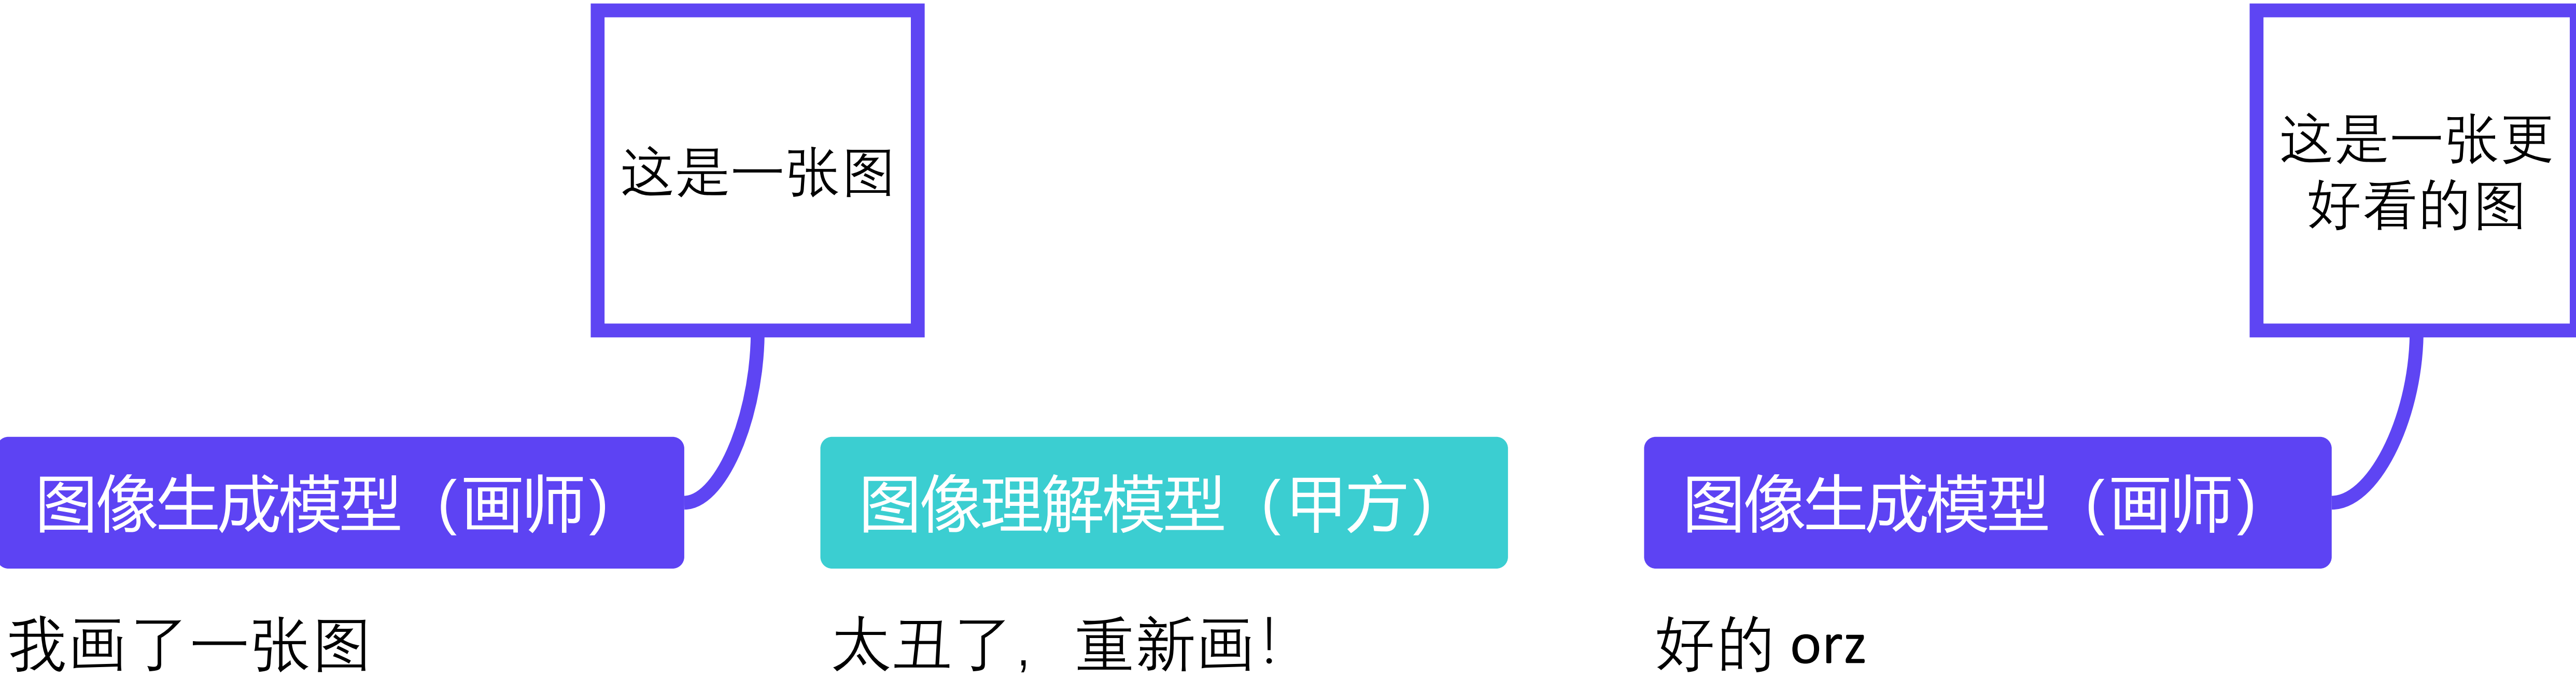 这是一张图
这是一张更
好看的图
图像生成模型（画师）
图像理解模型（甲方）
图像生成模型（画师）
我画了一张图
太丑了，重新画！
好的 orz